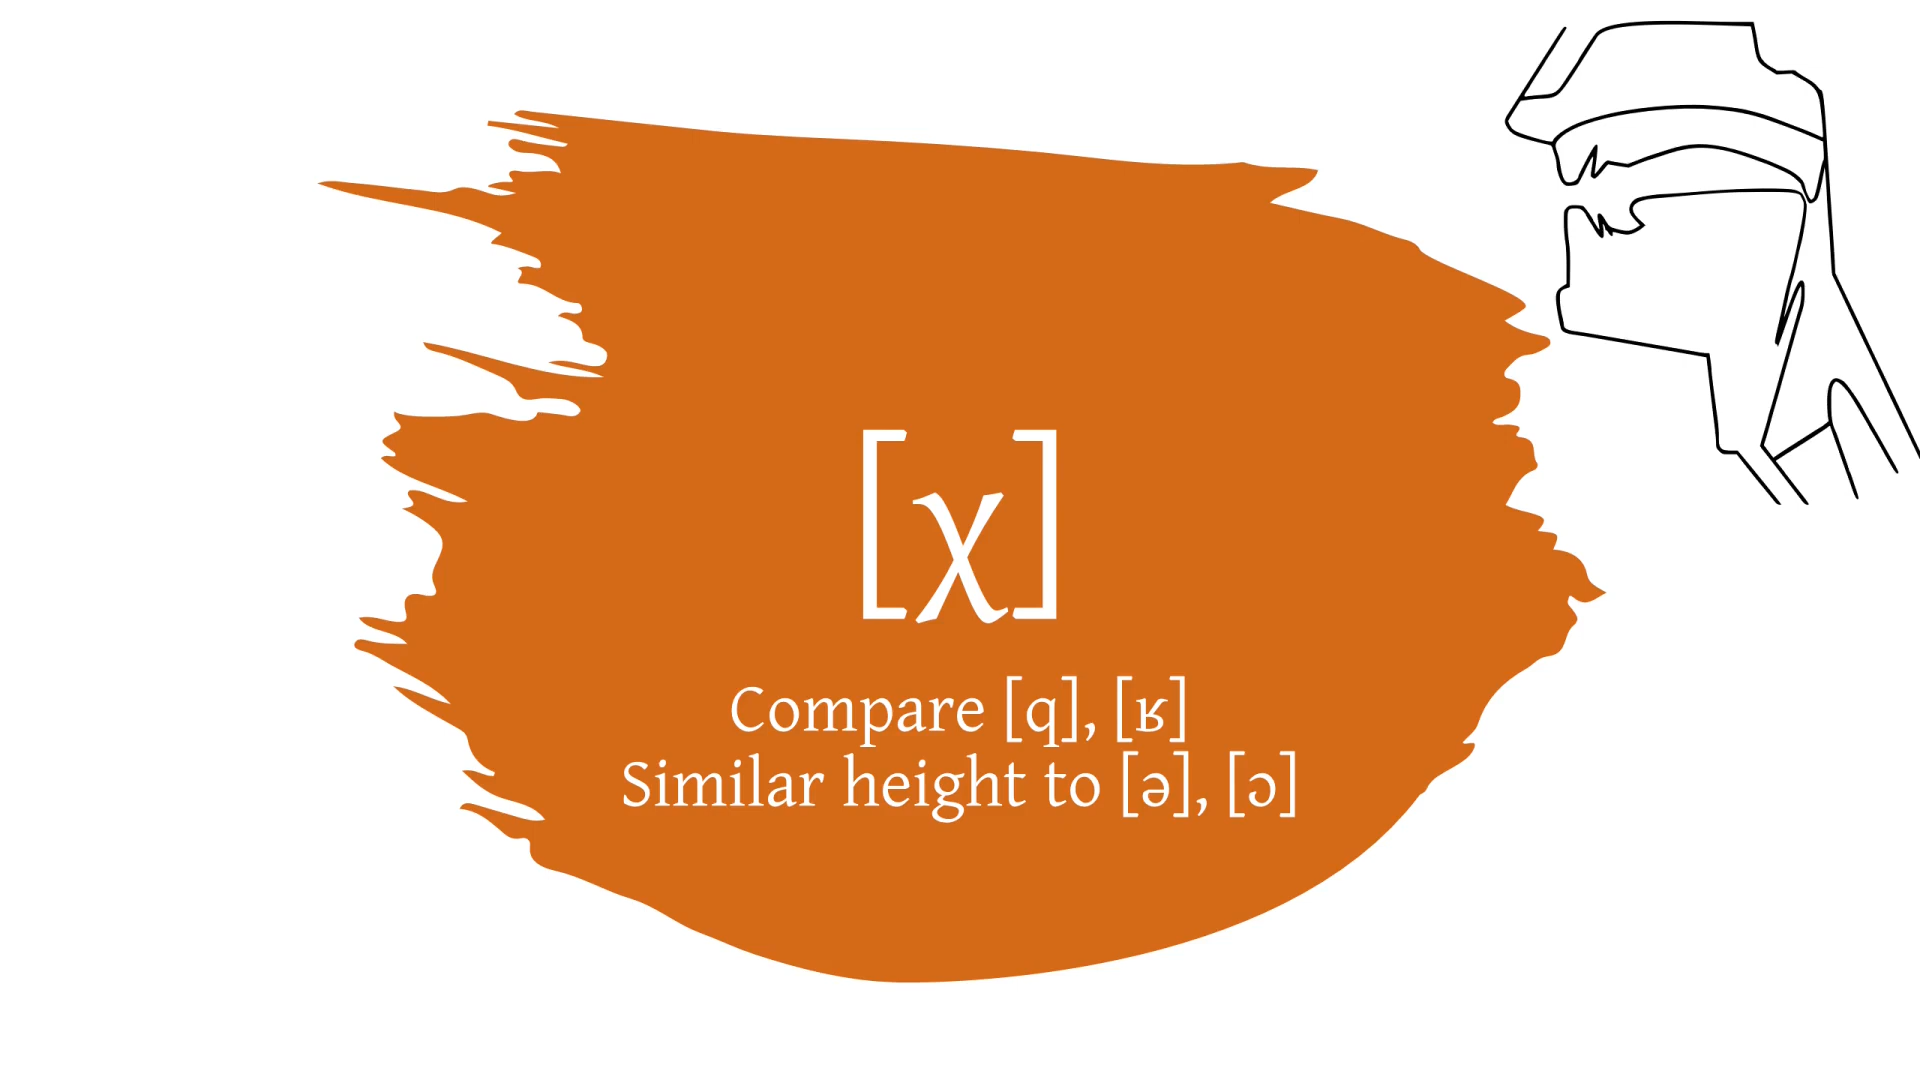 [χ]
Compare [q], [ʁ]
Similar height to [ə], [ɔ]